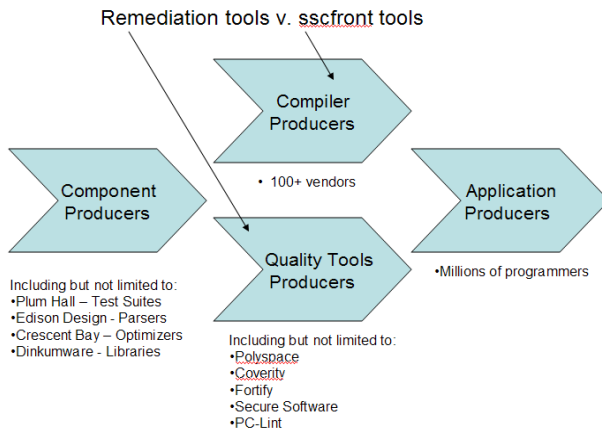 Remediation tools v. sscfront tools
Compiler
Producers
• 100+ vendors
Component
Producers
Application
Producers
Quality Tools
Producers
•Millions of programmers
Including but not limited to:
•Plum Hall – Test Suites
•Edison Design - Parsers
•Crescent Bay – Optimizers
•Dinkumware - Libraries
Including but not limited to:
•Polyspace
•Coverity
•Fortify
•Secure Software
•PC-Lint